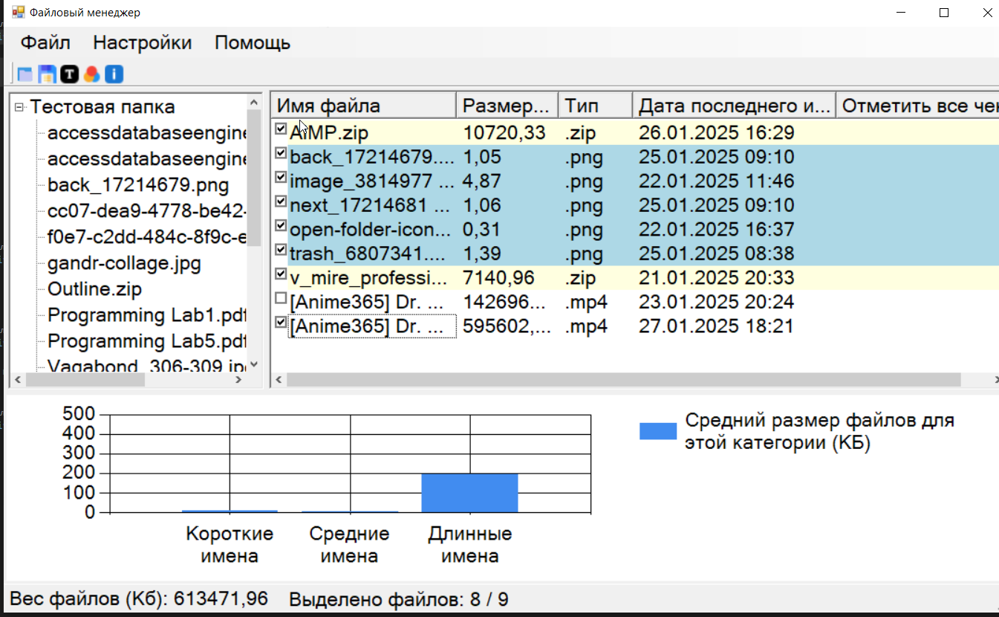 Файловый менеджер
Файл Настройки Помощь
T i
Тестовая папка
accessdatabaseengine
accessdatabaseengine
back_17214679.png
cc07-dea9-4778-be42-
f0e7-c2dd-484c-8f9c-e
gandr-collage.jpg
Outline.zip
Programming Lab1.pdf
Programming Lab5.pdf
Vagabond_306-309.jpg
Имя файла Размер... Тип Дата последнего и... Отметить все чек
AIMP.zip 10720,33 .zip 26.01.2025 16:29
back_17214679.... 1,05 .png 25.01.2025 09:10
image_3814977 ... 4,87 .png 22.01.2025 11:46
next_17214681 ... 1,06 .png 25.01.2025 09:10
open-folder-icon... 0,31 .png 22.01.2025 16:37
trash_6807341.... 1,39 .png 25.01.2025 08:38
v_mire_professi... 7140,96 .zip 21.01.2025 20:33
[Anime365] Dr. ... 142696... .mp4 23.01.2025 20:24
[Anime365] Dr. ... 595602,... .mp4 27.01.2025 18:21
500
400
300
200
100
0
Короткие имена
Средние имена
Длинные имена
Средний размер файлов для
этой категории (КБ)
Вес файлов (Кб): 613471,96 Выделено файлов: 8 / 9